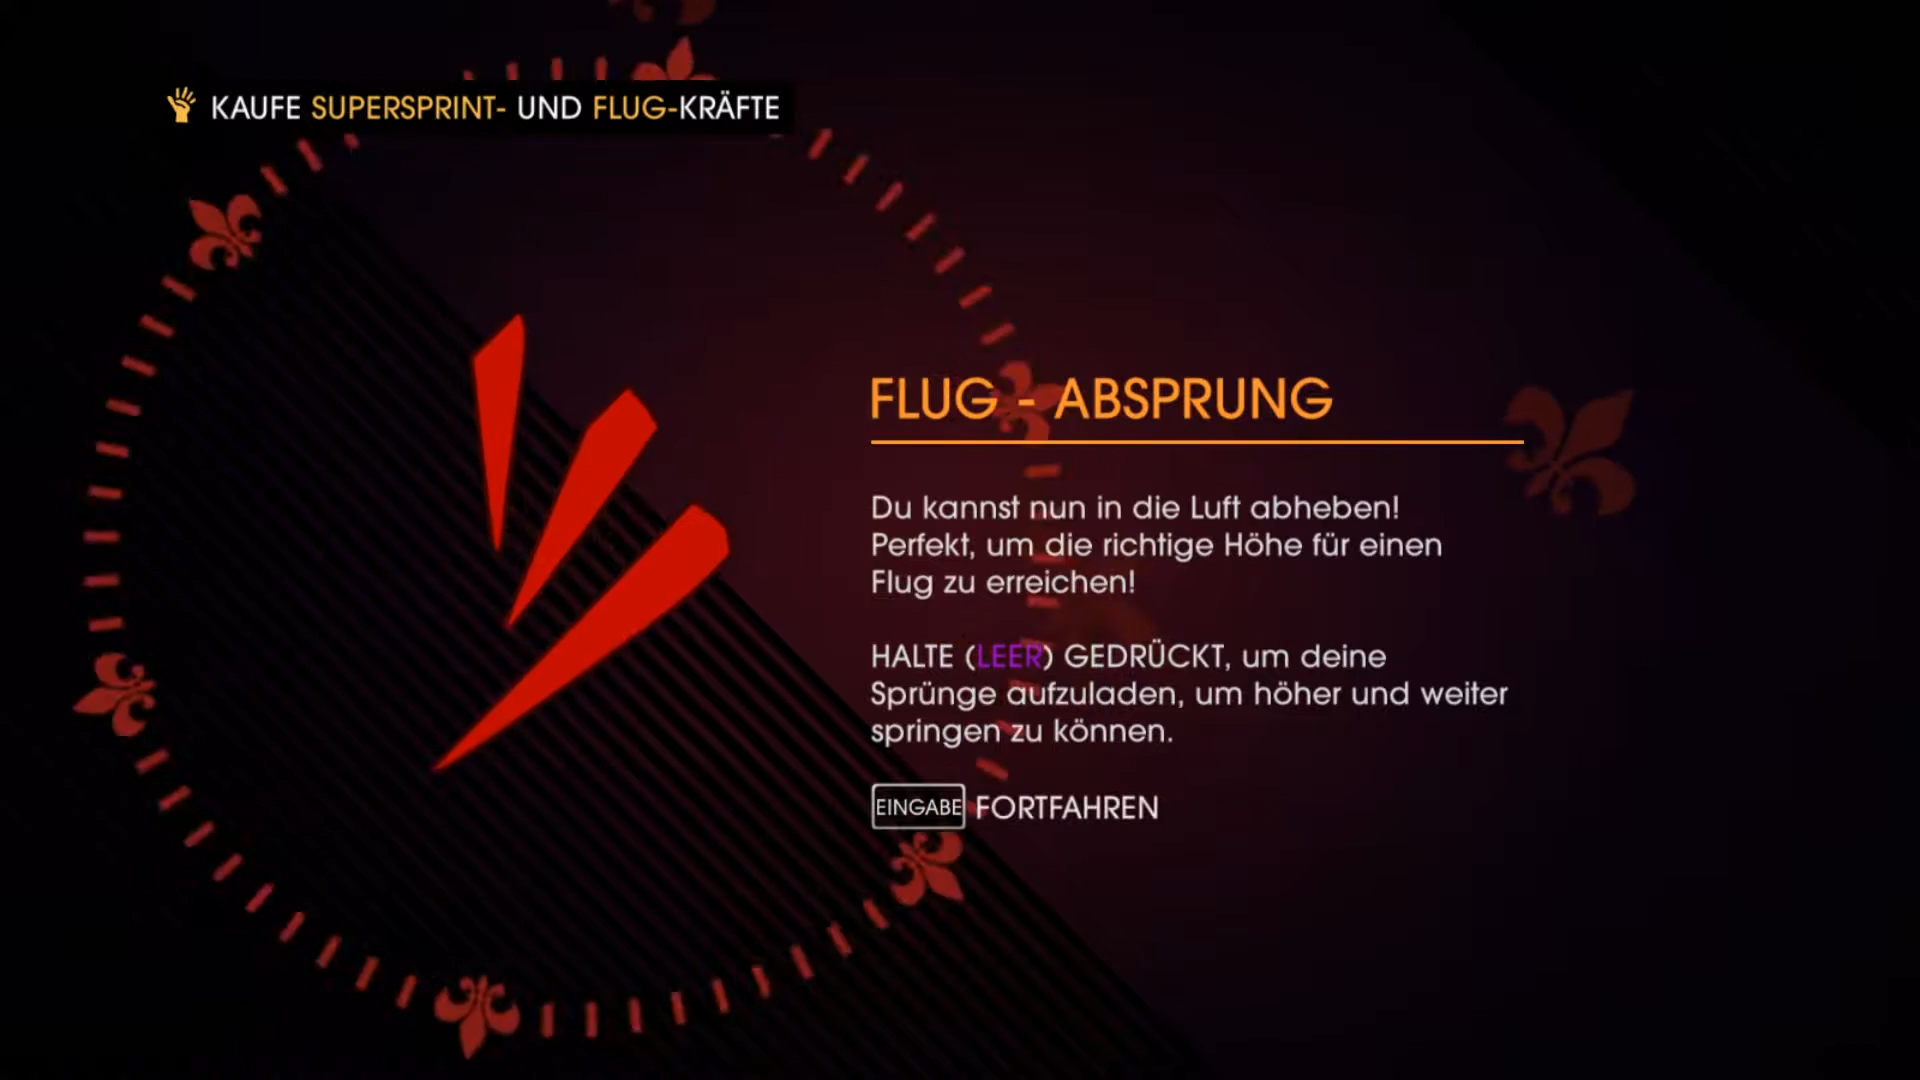 KAUFE SUPERSPRINT- UND FLUG-KRÄFTE
FLUG - ABSPRUNG
Du kannst nun in die Luft abheben!
Perfekt, um die richtige Höhe für einen
Flug zu erreichen!
HALTE (LEER) GEDRÜCKT, um deine
Sprünge aufzuladen, um höher und weiter
springen zu können.
EINGABE FORTFAHREN